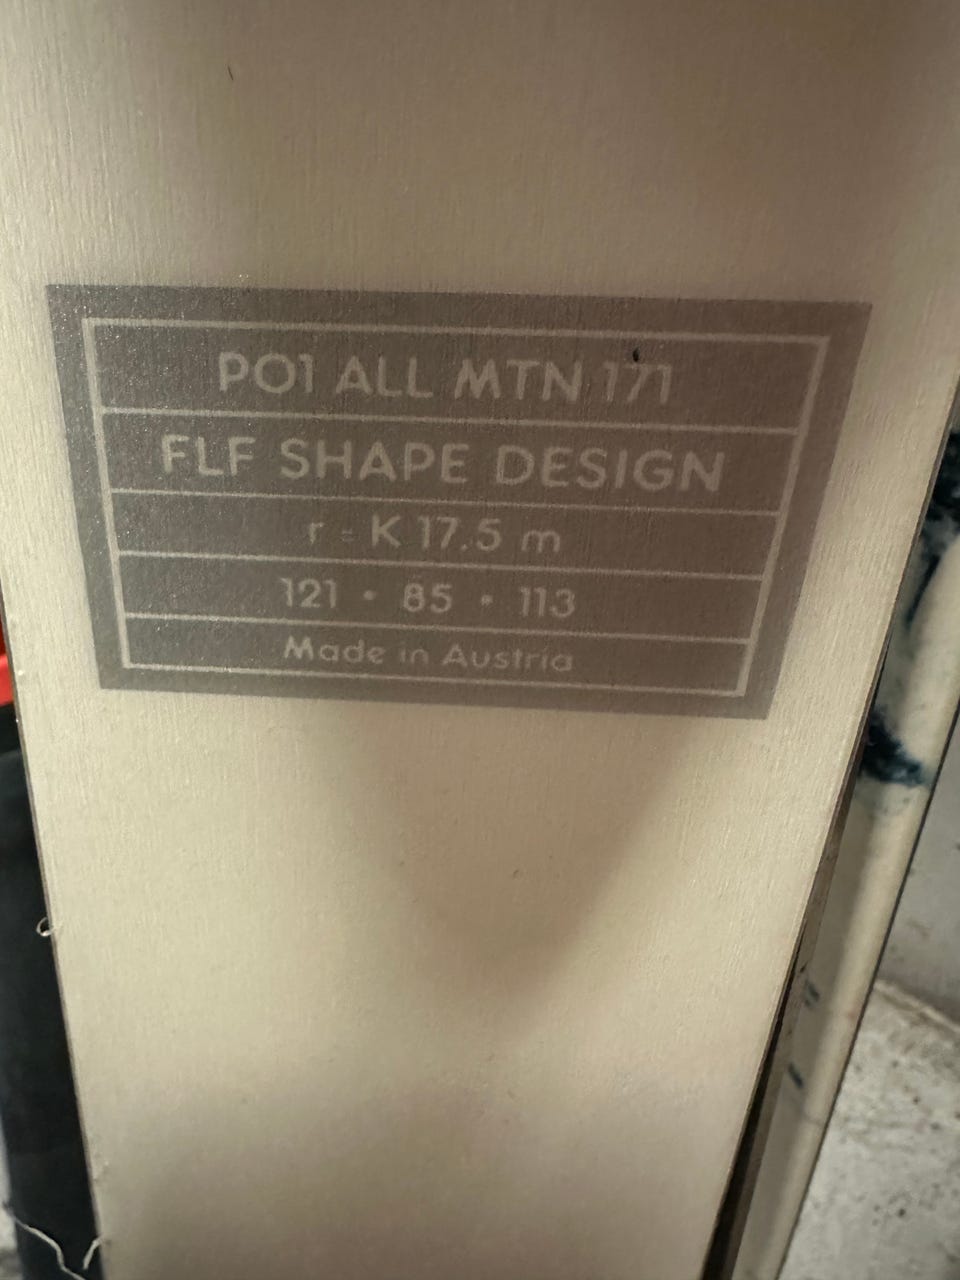 PO1 ALL MTN 171
FLF SHAPE DESIGN
r = K 17.5 m
121 • 85 • 113
Made in Austria